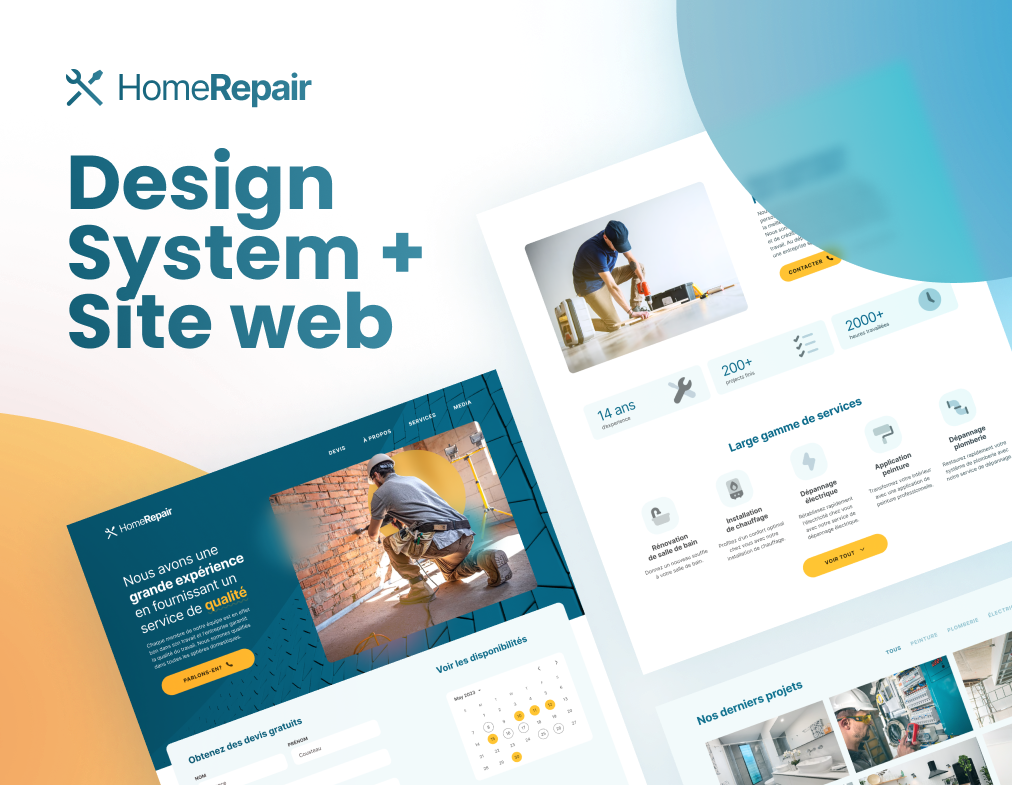 HomeRepair
Design
System +
Site web
CONTACTER
14 ans
d'experience
200+
projects finis
2000+
heures travaillées
Large gamme de services
Rénovation
de salle de bain
Donnez un nouveau souffle
à votre salle de bain.
Installation
de chauffage
Profitez d'un confort optimal
chez vous avec notre
installation de chauffage.
Dépannage
électrique
Rétablissez rapidement
l'électricité chez vous
avec notre service de
dépannage électrique.
Application
peinture
Transformez votre intérieur
avec une application de
peinture professionnelle.
Dépannage
plomberie
Restaurez rapidement votre
système de plomberie avec
notre service de dépannage
VOIR TOUT
DEVIS
À PROPOS
SERVICES
MEDIA
HomeRepair
Nous avons une
grande expérience
en fournissant un
service de qualité
Chaque membre de notre équipe est en effet
bon dans son travail et l'entreprise garantit
la qualité du travail. Nous sommes qualifiés
dans toutes les sphères domestiques.
PARLONS-EN?
Obtenez des devis gratuits
NOM
PRÉNOM
Cousteau
Voir les disponibilités
May 2023
Nos derniers projets
TOUS
PEINTURE
PLOMBERIE